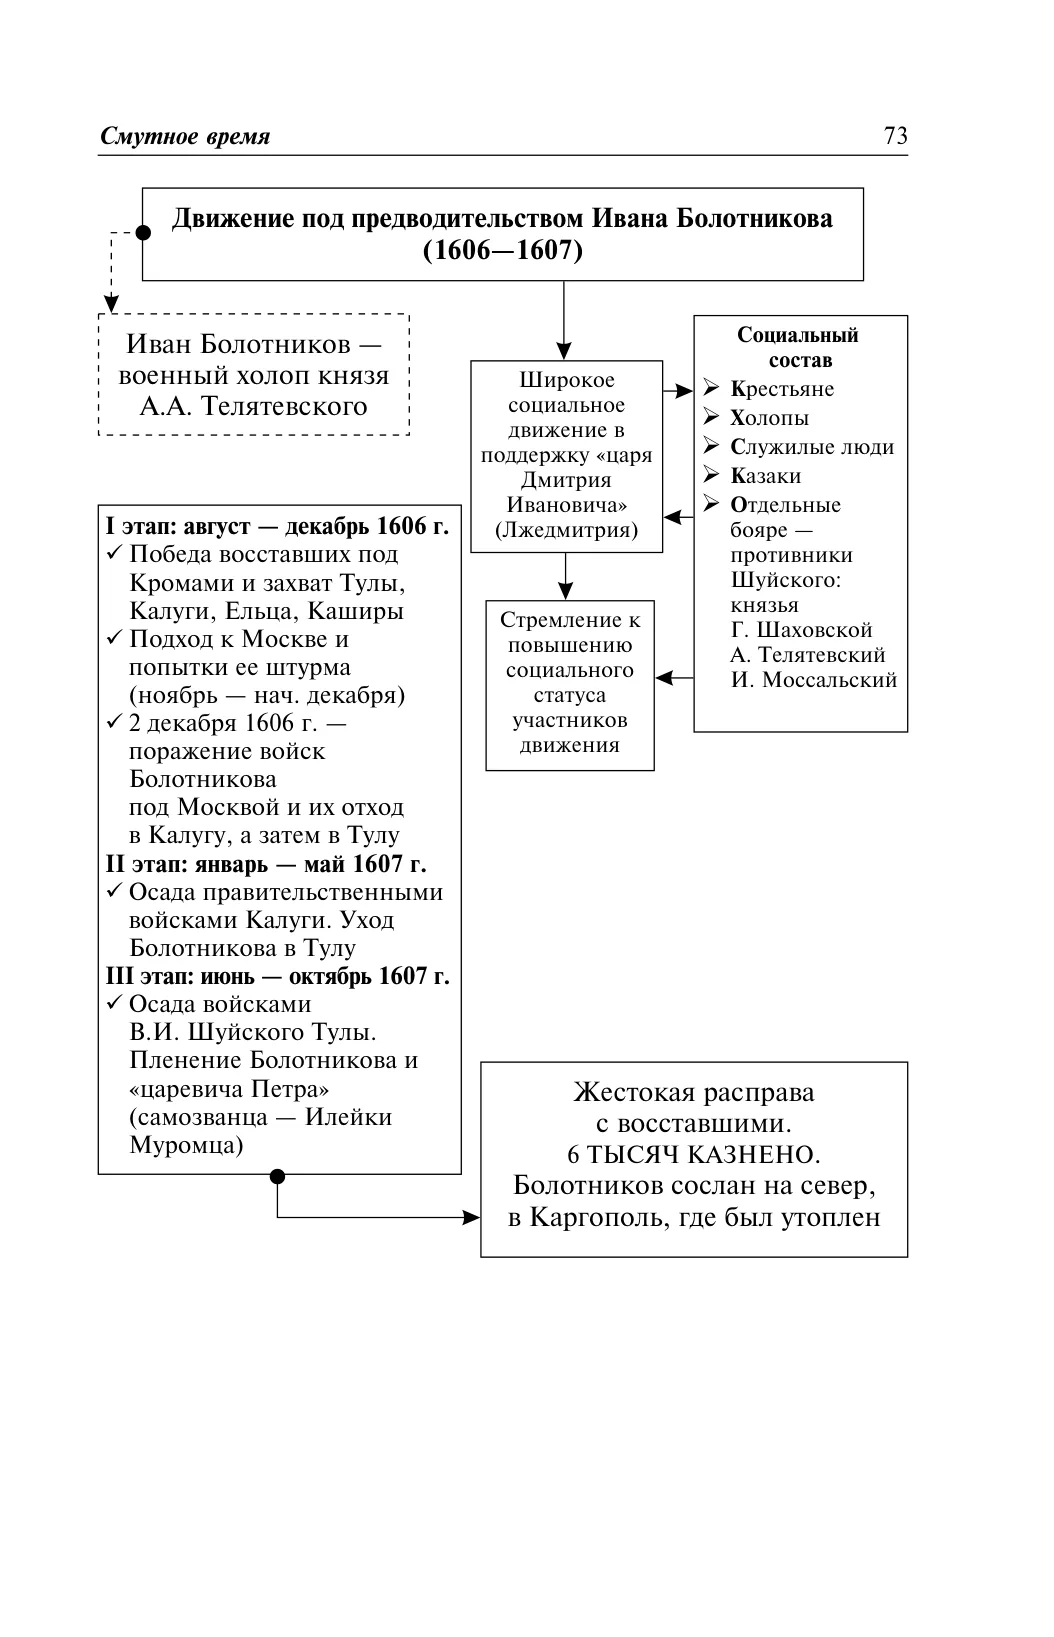 Смутное время
73
Движение под предводительством Ивана Болотникова
(1606—1607)
Иван Болотников —
военный холоп князя
А.А. Телятевского
Широкое
социальное
движение в
поддержку «царя
Дмитрия
Ивановича»
(Лжедмитрия)
Социальный
состав
Крестьяне
Холопы
Служилые люди
Казаки
Отдельные
бояре —
противники
Шуйского:
князья
Г. Шаховской
А. Телятевский
И. Моссальский
Стремление к
повышению
социального
статуса
участников
движения
I этап: август — декабрь 1606 г.
Победа восставших под
Кромами и захват Тулы,
Калуги, Ельца, Каширы
Подход к Москве и
попытки ее штурма
(ноябрь — нач. декабря)
2 декабря 1606 г. —
поражение войск
Болотникова
под Москвой и их отход
в Калугу, а затем в Тулу
II этап: январь — май 1607 г.
Осада правительственными
войсками Калуги. Уход
Болотникова в Тулу
III этап: июнь — октябрь 1607 г.
Осада войсками
В.И. Шуйского Тулы.
Пленение Болотникова и
«царевича Петра»
(самозванца — Илейки
Муромца)
Жестокая расправа
с восставшими.
6 ТЫСЯЧ КАЗНЕНО.
Болотников сослан на север,
в Каргополь, где был утоплен